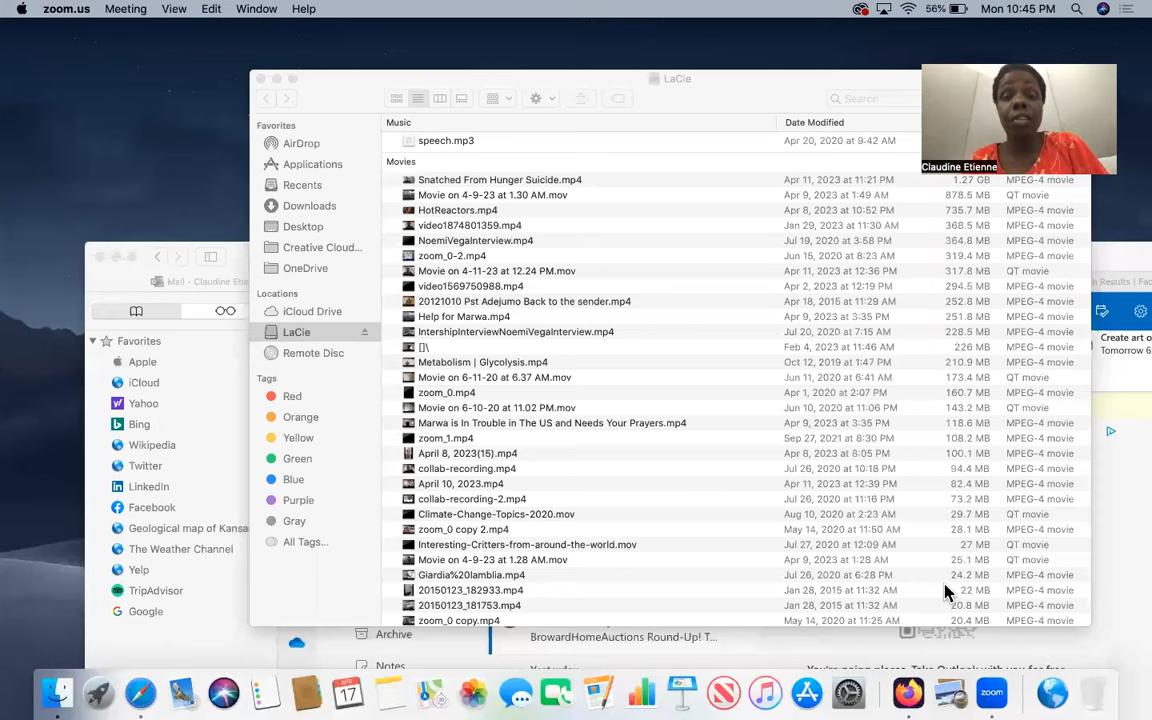 zoom.us Meeting View Edit Window Help 56% Mon 10:45 PM
LaCie
Search
Claudine Etienne
Favorites
AirDrop
Applications
Recents
Downloads
Desktop
Creative Cloud...
OneDrive
Locations
iCloud Drive
LaCie
Remote Disc
Tags
Red
Orange
Yellow
Green
Blue
Purple
Gray
All Tags...
Music Date Modified
speech.mp3 Apr 20, 2020 at 9:42 AM
Movies
Snatched From Hunger Suicide.mp4 Apr 11, 2023 at 11:21 PM 1.27 GB MPEG-4 movie
Movie on 4-9-23 at 1.30 AM.mov Apr 9, 2023 at 1:49 AM 878.5 MB QT movie
HotReactors.mp4 Apr 8, 2023 at 10:52 PM 735.7 MB MPEG-4 movie
video1874801359.mp4 Jan 29, 2023 at 11:30 AM 368.5 MB MPEG-4 movie
NoemiVegaInterview.mp4 Jul 19, 2020 at 3:58 PM 364.8 MB MPEG-4 movie
zoom_0-2.mp4 Jun 15, 2020 at 8:23 AM 319.4 MB MPEG-4 movie
Movie on 4-11-23 at 12.24 PM.mov Apr 11, 2023 at 12:36 PM 317.8 MB QT movie
video1569750988.mp4 Apr 2, 2023 at 12:19 PM 294.5 MB MPEG-4 movie
20121010 Pst Adejumo Back to the sender.mp4 Apr 18, 2015 at 11:29 AM 252.8 MB MPEG-4 movie
Help for Marwa.mp4 Apr 9, 2023 at 3:35 PM 251.8 MB MPEG-4 movie
IntershipInterviewNoemiVegaInterview.mp4 Jul 20, 2020 at 7:15 AM 228.5 MB MPEG-4 movie
[]\ Feb 4, 2023 at 11:46 AM 226 MB MPEG-4 movie
Metabolism | Glycolysis.mp4 Oct 12, 2019 at 1:47 PM 210.9 MB MPEG-4 movie
Movie on 6-11-20 at 6.37 AM.mov Jun 11, 2020 at 6:41 AM 173.4 MB QT movie
zoom_0.mp4 Apr 1, 2020 at 2:07 PM 160.7 MB MPEG-4 movie
Movie on 6-10-20 at 11.02 PM.mov Jun 10, 2020 at 11:06 PM 143.2 MB QT movie
Marwa is In Trouble in The US and Needs Your Prayers.mp4 Apr 9, 2023 at 3:35 PM 118.6 MB MPEG-4 movie
zoom_1.mp4 Sep 27, 2021 at 8:30 PM 108.2 MB MPEG-4 movie
April 8, 2023(15).mp4 Apr 8, 2023 at 8:05 PM 100.1 MB MPEG-4 movie
collab-recording.mp4 Jul 26, 2020 at 10:18 PM 94.4 MB MPEG-4 movie
April 10, 2023.mp4 Apr 11, 2023 at 12:39 PM 82.4 MB MPEG-4 movie
collab-recording-2.mp4 Jul 26, 2020 at 11:16 PM 73.2 MB MPEG-4 movie
Climate-Change-Topics-2020.mov Aug 10, 2020 at 2:23 AM 29.7 MB QT movie
zoom_0 copy 2.mp4 May 14, 2020 at 11:50 AM 28.1 MB MPEG-4 movie
Interesting-Critters-from-around-the-world.mov Jul 27, 2020 at 12:09 AM 27 MB QT movie
Movie on 4-9-23 at 1.28 AM.mov Apr 9, 2023 at 1:28 AM 25.1 MB QT movie
Giardia%20lamblia.mp4 Jul 26, 2020 at 6:28 PM 24.2 MB MPEG-4 movie
20150123_182933.mp4 Jan 28, 2015 at 11:32 AM 22 MB MPEG-4 movie
20150123_181753.mp4 Jan 28, 2015 at 11:32 AM 20.8 MB MPEG-4 movie
zoom_0 copy.mp4 May 14, 2020 at 11:25 AM 20.4 MB MPEG-4 movie
Mail - Claudine Etie
Favorites
Apple
iCloud
Yahoo
Bing
Wikipedia
Twitter
LinkedIn
Facebook
Geological map of Kansa
The Weather Channel
Yelp
TripAdvisor
Google
h Results | Fac
Create art o
Tomorrow 6
Archive
BrowardHomeAuctions Round-Up! T...
Notes
Yesterday
You're going places. Take Outlook with you for free.
APR
17
zoom